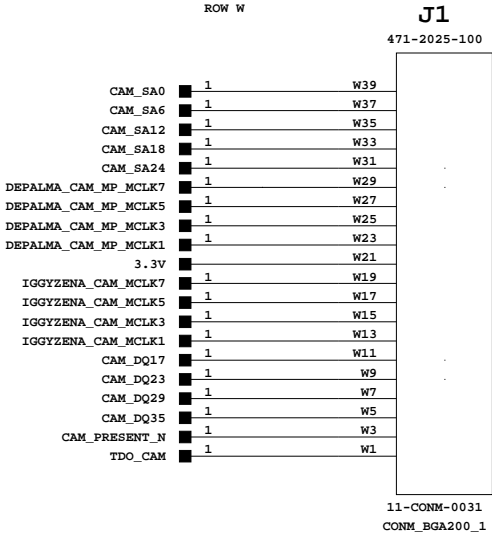 ROW W
J1
471-2025-100
CAM_SA0 1 W39
CAM_SA6 1 W37
CAM_SA12 1 W35
CAM_SA18 1 W33
CAM_SA24 1 W31
DEPALMA_CAM_MP_MCLK7 1 W29
DEPALMA_CAM_MP_MCLK5 1 W27
DEPALMA_CAM_MP_MCLK3 1 W25
DEPALMA_CAM_MP_MCLK1 1 W23
3.3V W21
IGGYZENA_CAM_MCLK7 1 W19
IGGYZENA_CAM_MCLK5 1 W17
IGGYZENA_CAM_MCLK3 1 W15
IGGYZENA_CAM_MCLK1 1 W13
CAM_DQ17 1 W11
CAM_DQ23 1 W9
CAM_DQ29 1 W7
CAM_DQ35 1 W5
CAM_PRESENT_N 1 W3
TDO_CAM 1 W1
11-CONM-0031
CONM_BGA200_1